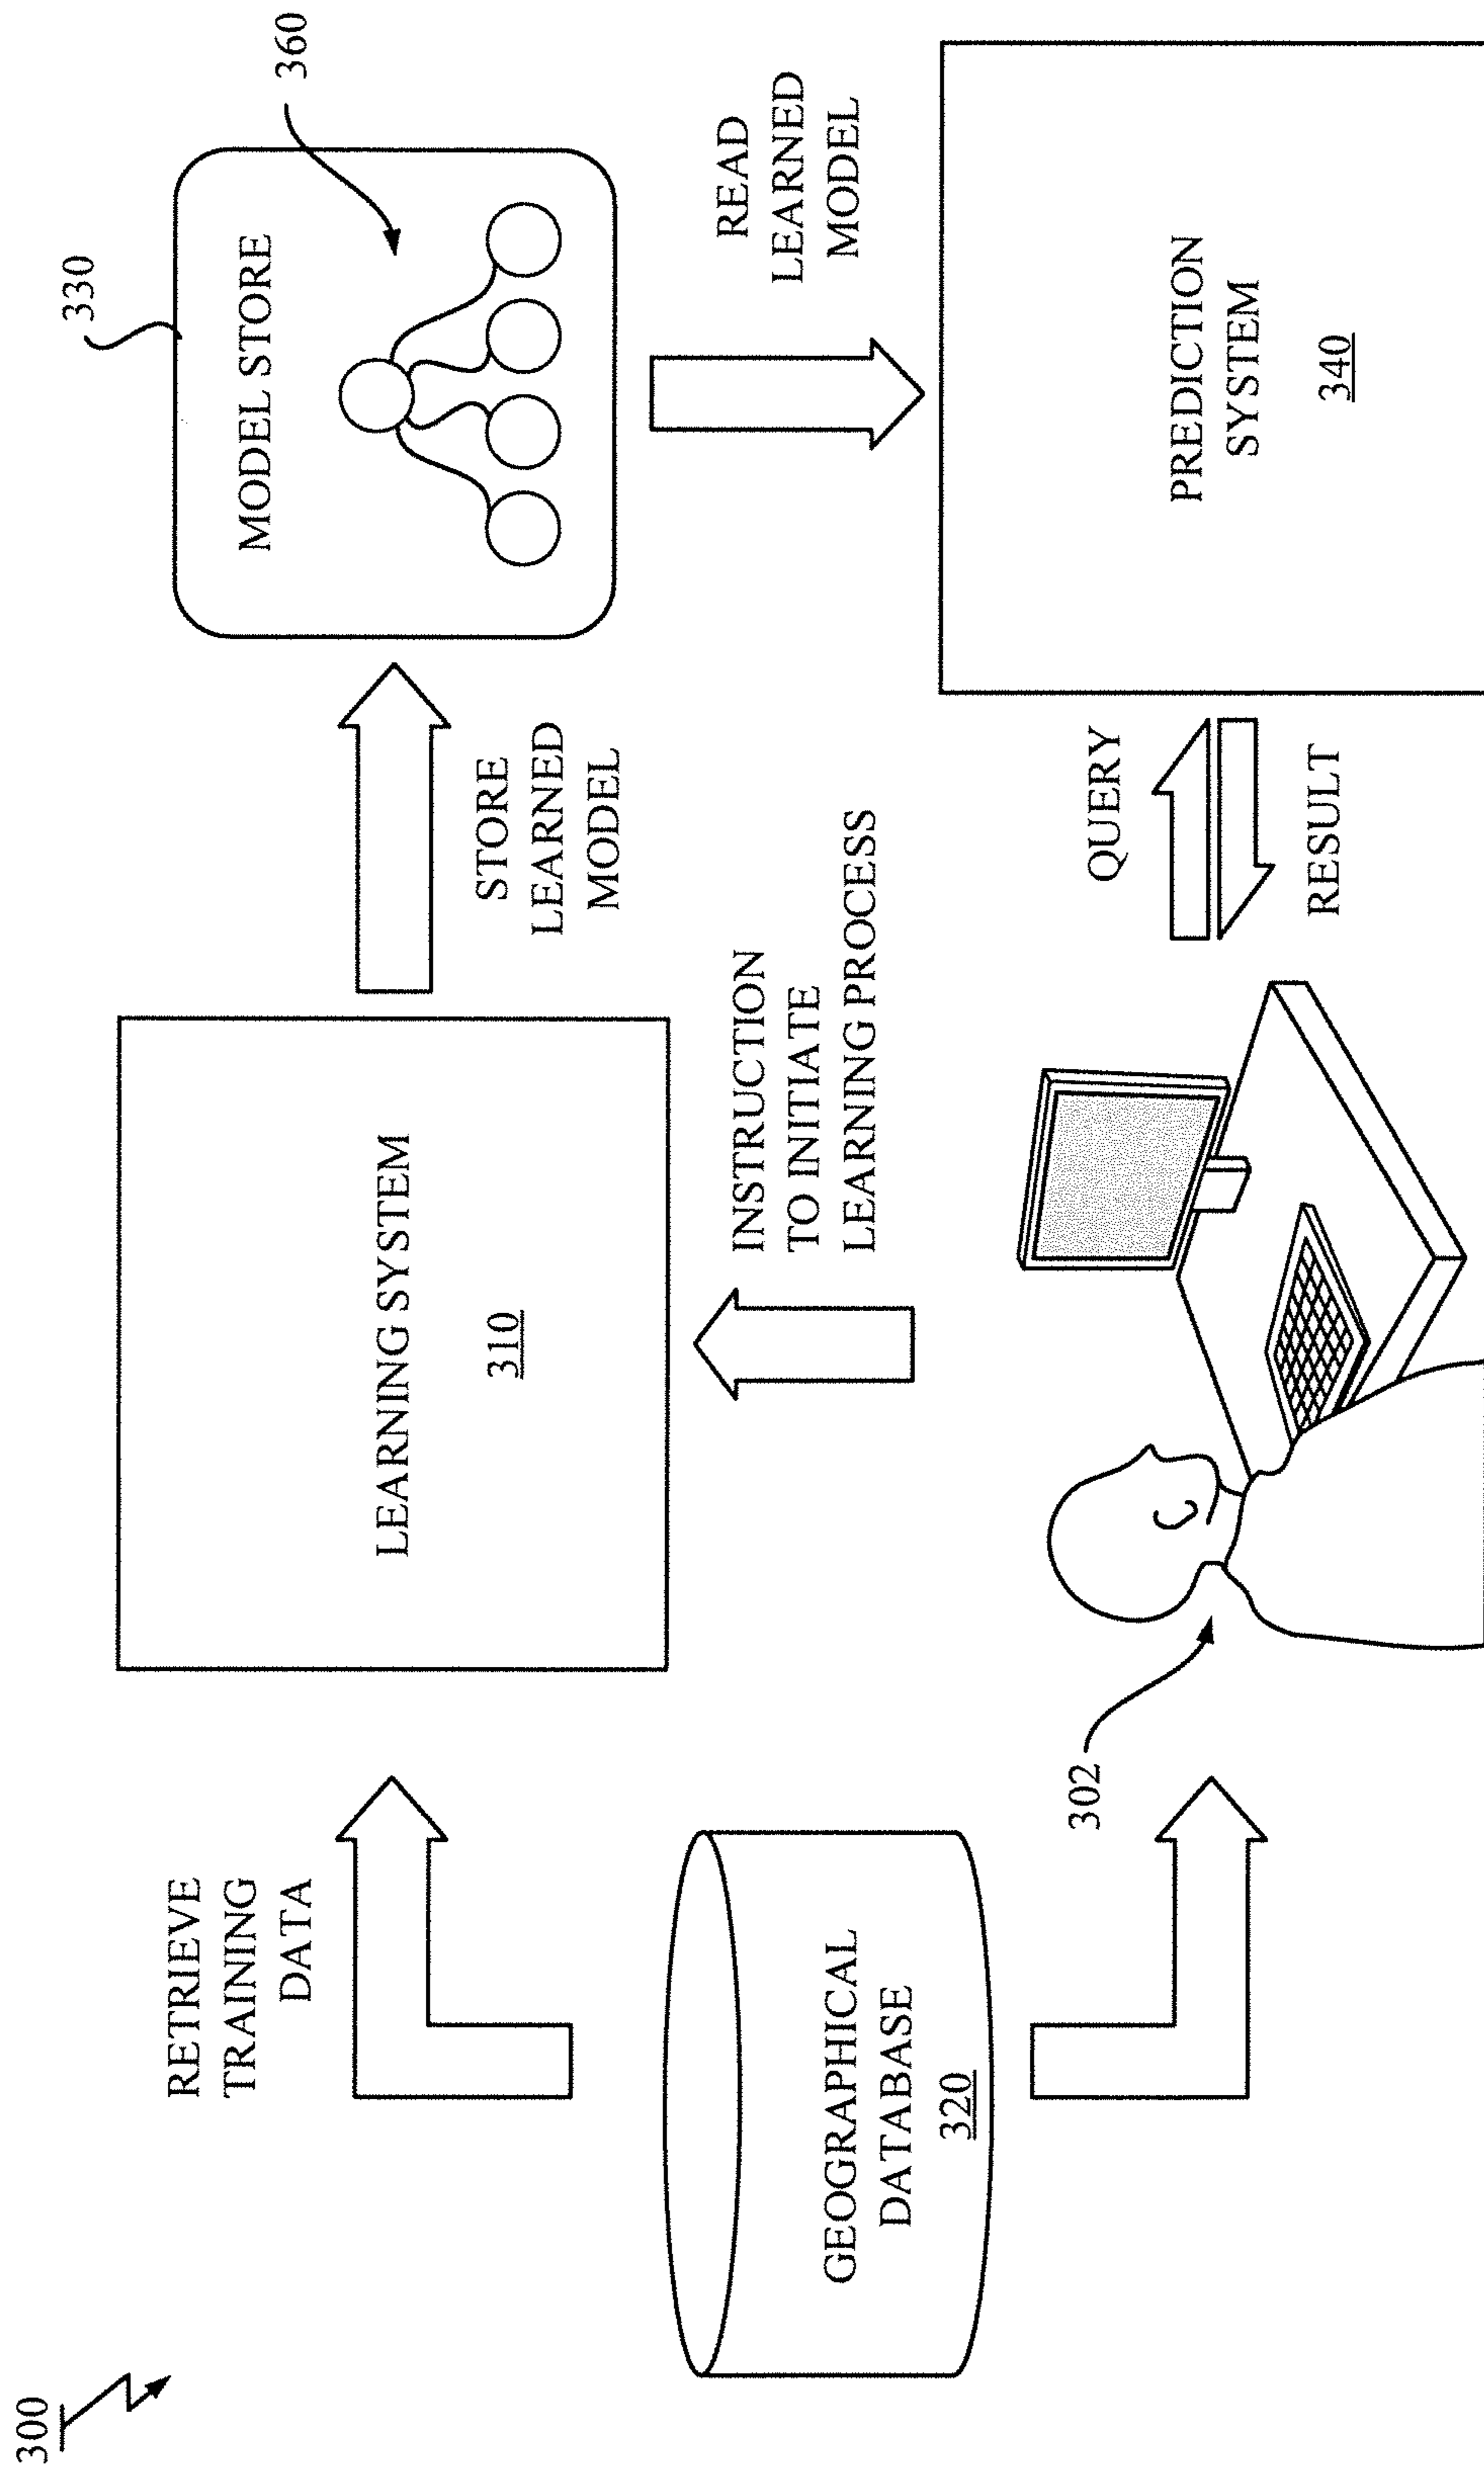 300
RETRIEVE
TRAINING
DATA
LEARNING SYSTEM
310
STORE
LEARNED
MODEL
330
MODEL STORE
360
GEOGRAPHICAL
DATABASE
320
INSTRUCTION
TO INITIATE
LEARNING PROCESS
READ
LEARNED
MODEL
302
QUERY
RESULT
PREDICTION
SYSTEM
340